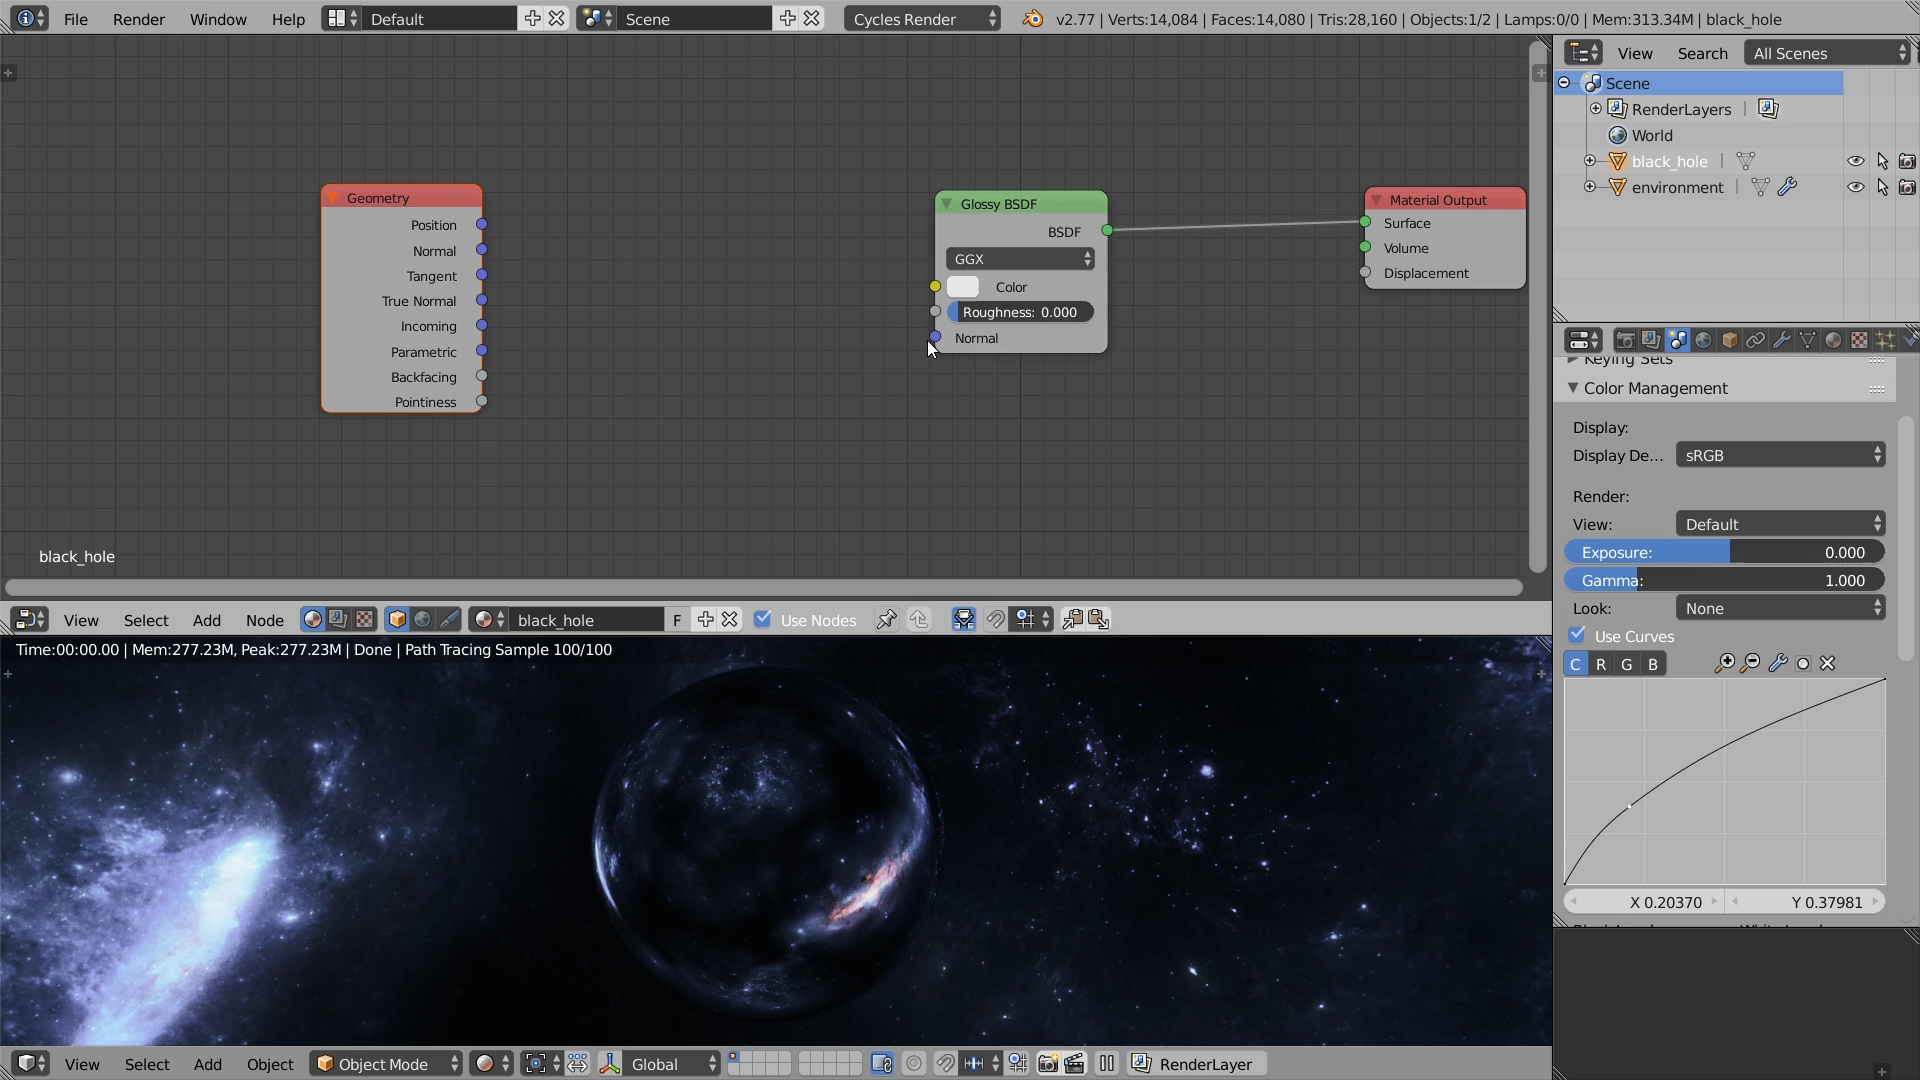 File Render Window Help Default Scene Cycles Render v2.77 | Verts:14,084 | Faces:14,080 | Tris:28,160 | Objects:1/2 | Lamps:0/0 | Mem:313.34M | black_hole
View Search All Scenes
Scene
RenderLayers
World
black_hole
environment
Geometry
Position
Normal
Tangent
True Normal
Incoming
Parametric
Backfacing
Pointiness
Glossy BSDF
BSDF
GGX
Color
Roughness: 0.000
Normal
Material Output
Surface
Volume
Displacement
black_hole
View Select Add Node black_hole F Use Nodes
Keying Sets
Color Management
Display:
Display De... sRGB
Render:
View: Default
Exposure: 0.000
Gamma: 1.000
Look: None
Use Curves
C R G B
X 0.20370 Y 0.37981
Time:00:00.00 | Mem:277.23M, Peak:277.23M | Done | Path Tracing Sample 100/100
View Select Add Object Object Mode Global RenderLayer